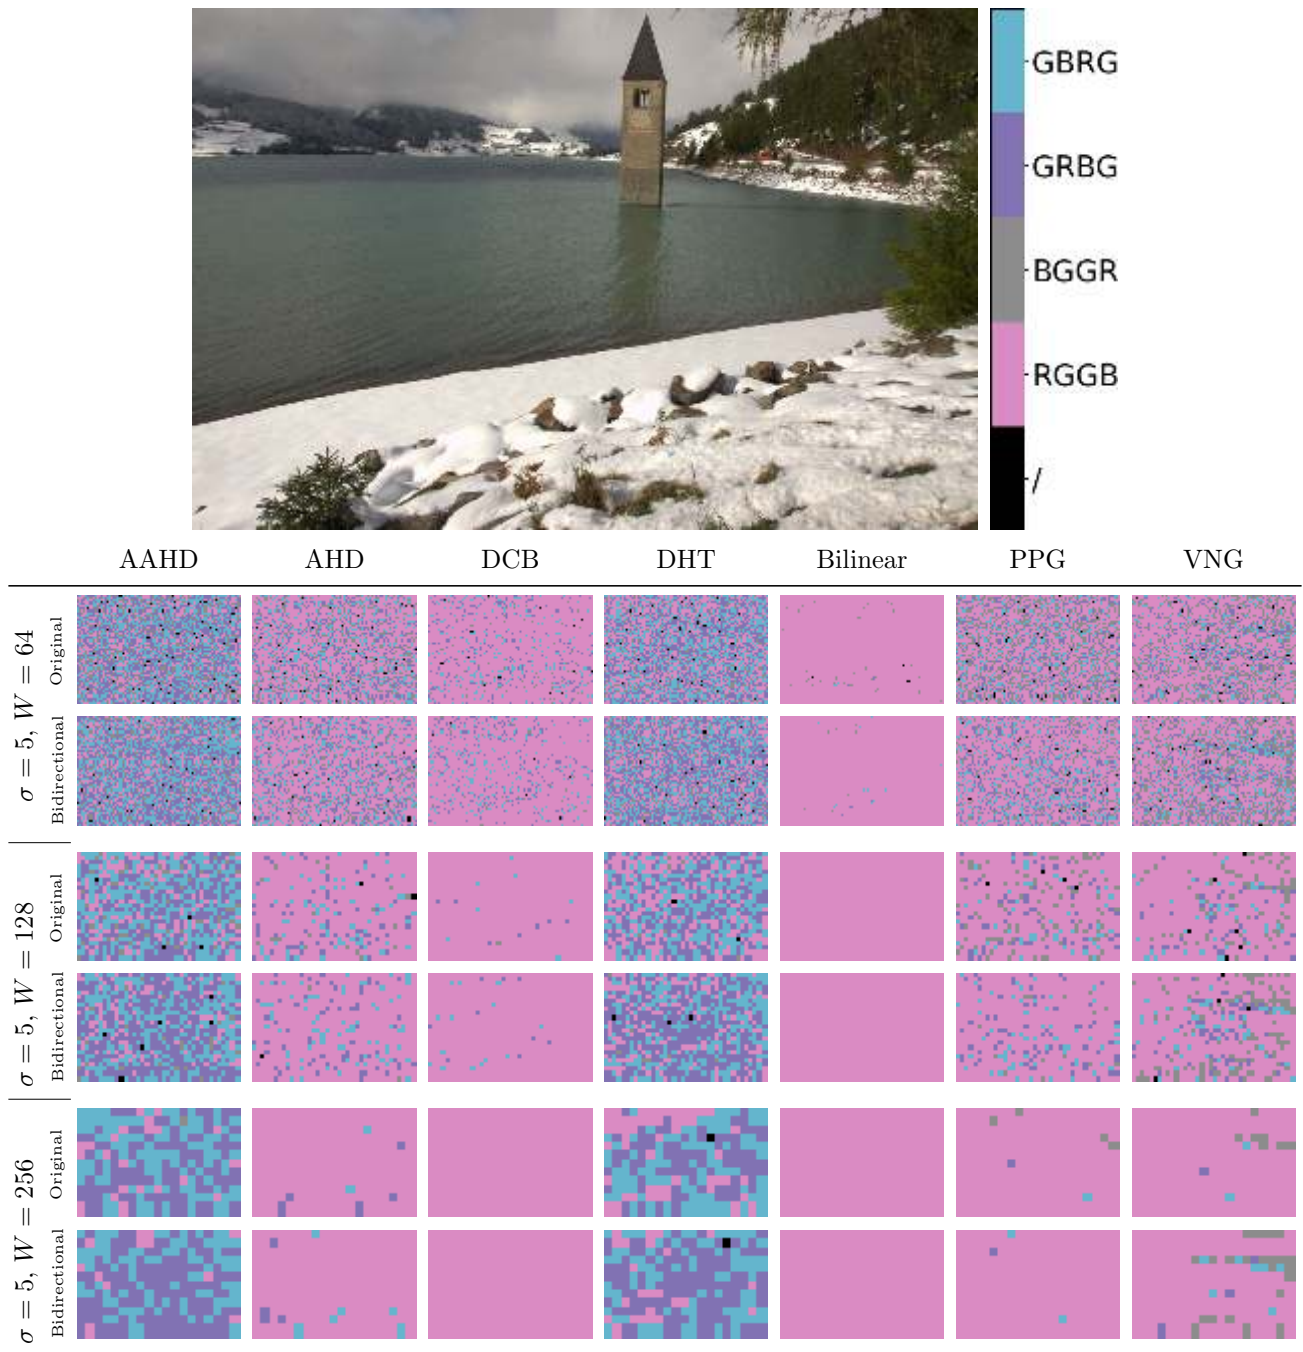 GBRG
GRBG
BGGR
RGGB
/
AAHD AHD DCB DHT Bilinear PPG VNG
σ = 5, W = 64
Original
Bidirectional
σ = 5, W = 128
Original
Bidirectional
σ = 5, W = 256
Original
Bidirectional